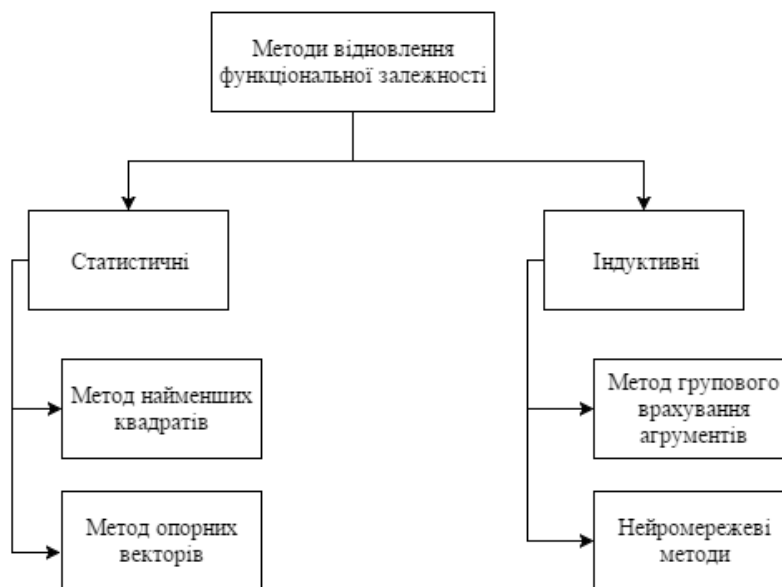 Методи відновлення
функціональної залежності
Статистичні
Індуктивні
Метод найменших
квадратів
Метод групового
врахування
агрументів
Метод опорних
векторів
Нейромережеві
методи